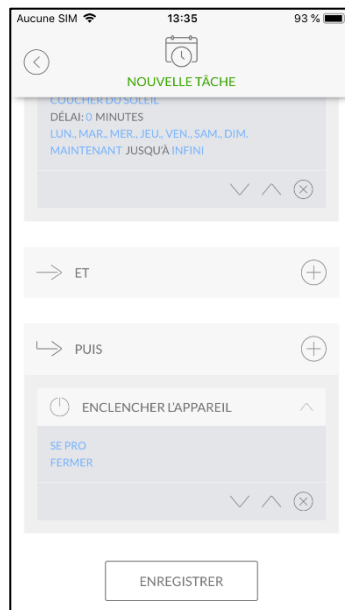 Aucune SIM 13:35 93 %
NOUVELLE TÂCHE
COUCHER DU SOLEIL
DÉLAI: 0 MINUTES
LUN., MAR., MER., JEU., VEN., SAM., DIM.
MAINTENANT JUSQU'À INFINI
ET
PUIS
ENCLENCHER L'APPAREIL
SE PRO
FERMER
ENREGISTRER